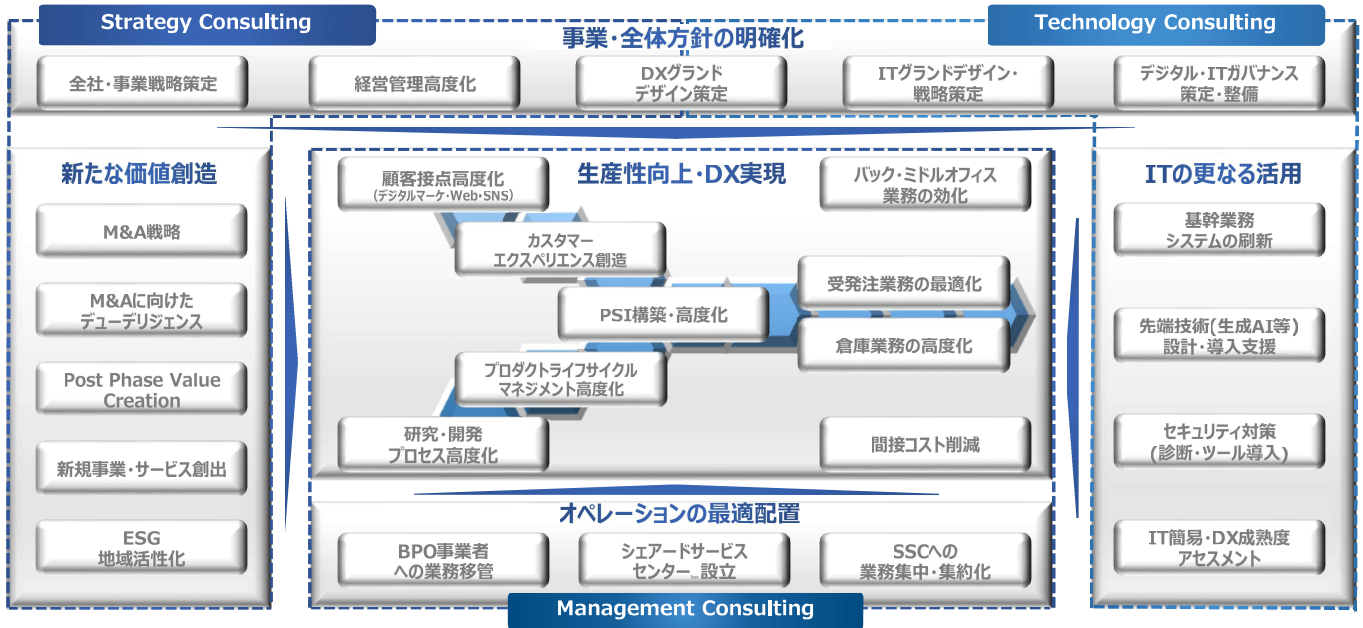 Strategy Consulting
Technology Consulting
事業・全体方針の明確化
全社・事業戦略策定
経営管理高度化
DXグランド
デザイン策定
ITグランドデザイン・
戦略策定
デジタル・ITガバナンス
策定・整備
新たな価値創造
M&A戦略
M&Aに向けた
デューデリジェンス
Post Phase Value
Creation
新規事業・サービス創出
ESG
地域活性化
生産性向上・DX実現
顧客接点高度化
(デジタルマーケ・Web・SNS)
バック・ミドルオフィス
業務の効化
カスタマー
エクスペリエンス創造
受発注業務の最適化
PSI構築・高度化
倉庫業務の高度化
プロダクトライフサイクル
マネジメント高度化
研究・開発
プロセス高度化
間接コスト削減
オペレーションの最適配置
BPO事業者
への業務移管
シェアードサービス
センター 設立
SSCへの
業務集中・集約化
Management Consulting
ITの更なる活用
基幹業務
システムの刷新
先端技術(生成AI等)
設計・導入支援
セキュリティ対策
(診断・ツール導入)
IT簡易・DX成熟度
アセスメント